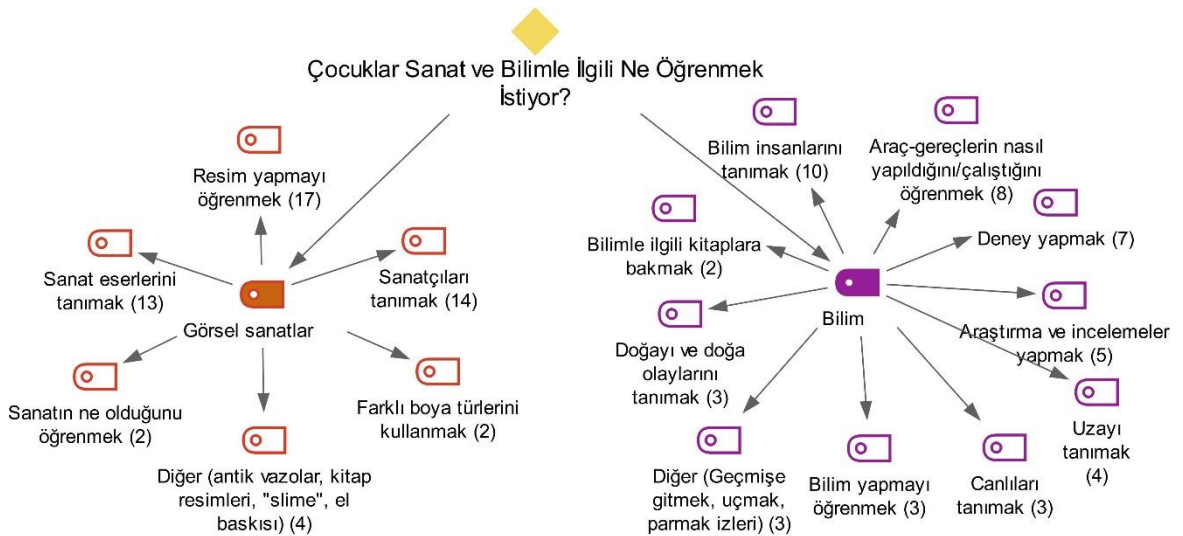 Çocuklar Sanat ve Bilimle İlgili Ne Öğrenmek
İstiyor?
Resim yapmayı
öğrenmek (17)
Sanat eserlerini
tanımak (13)
Sanatçıları
tanımak (14)
Görsel sanatlar
Sanatın ne olduğunu
öğrenmek (2)
Farklı boya türlerini
kullanmak (2)
Diğer (antik vazolar, kitap
resimleri, "slime", el
baskısı) (4)
Bilim insanlarını
tanımak (10)
Araç-gereçlerin nasıl
yapıldığını/çalıştığını
öğrenmek (8)
Bilimle ilgili kitaplara
bakmak (2)
Deney yapmak (7)
Bilim
Doğayı ve doğa
olaylarını
tanımak (3)
Araştırma ve incelemeler
yapmak (5)
Uzayı
tanımak
(4)
Diğer (Geçmişe
gitmek, uçmak,
parmak izleri) (3)
Bilim yapmayı
öğrenmek (3)
Canlıları
tanımak (3)